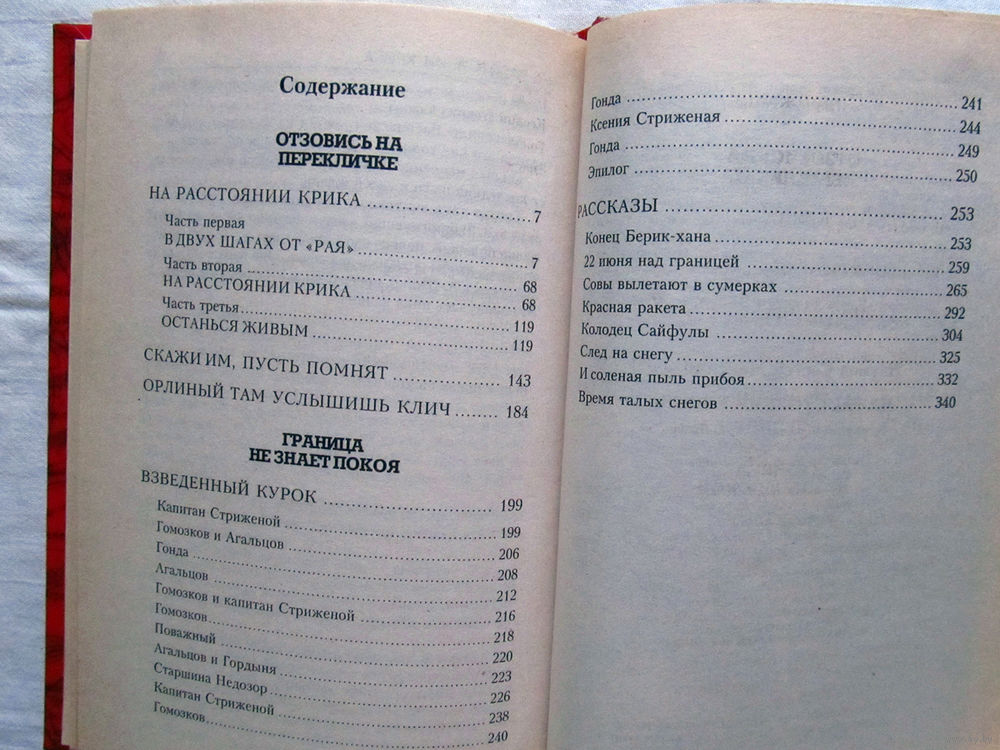 Содержание
ОТЗОВИСЬ НА
ПЕРЕКЛИЧКЕ
НА РАССТОЯНИИ КРИКА ........ 7
Часть первая
В ДВУХ ШАГАХ ОТ «РАЯ» ........ 7
Часть вторая ........ 68
НА РАССТОЯНИИ КРИКА ........ 68
Часть третья ........ 119
ОСТАНЬСЯ ЖИВЫМ ........ 119
СКАЖИ ИМ, ПУСТЬ ПОМНЯТ ........ 143
ОРЛИНЫЙ ТАМ УСЛЫШИШЬ КЛИЧ ........ 184
ГРАНИЦА
НЕ ЗНАЕТ ПОКОЯ
ВЗВЕДЕННЫЙ КУРОК ........ 199
Капитан Стриженой ........ 199
Гомозков и Агальцов ........ 206
Гонда ........ 208
Агальцов ........ 212
Гомозков и капитан Стриженой ........ 216
Гомозков ........ 218
Поважный ........ 220
Агальцов и Гордыня ........ 223
Старшина Недозор ........ 226
Капитан Стриженой ........ 238
Гомозков ........ 240
Гонда ........ 241
Ксения Стриженая ........ 244
Гонда ........ 249
Эпилог ........ 250
РАССКАЗЫ ........ 253
Конец Берик-хана ........ 253
22 июня над границей ........ 259
Совы вылетают в сумерках ........ 265
Красная ракета ........ 292
Колодец Сайфулы ........ 304
След на снегу ........ 325
И соленая пыль прибоя ........ 332
Время талых снегов ........ 340